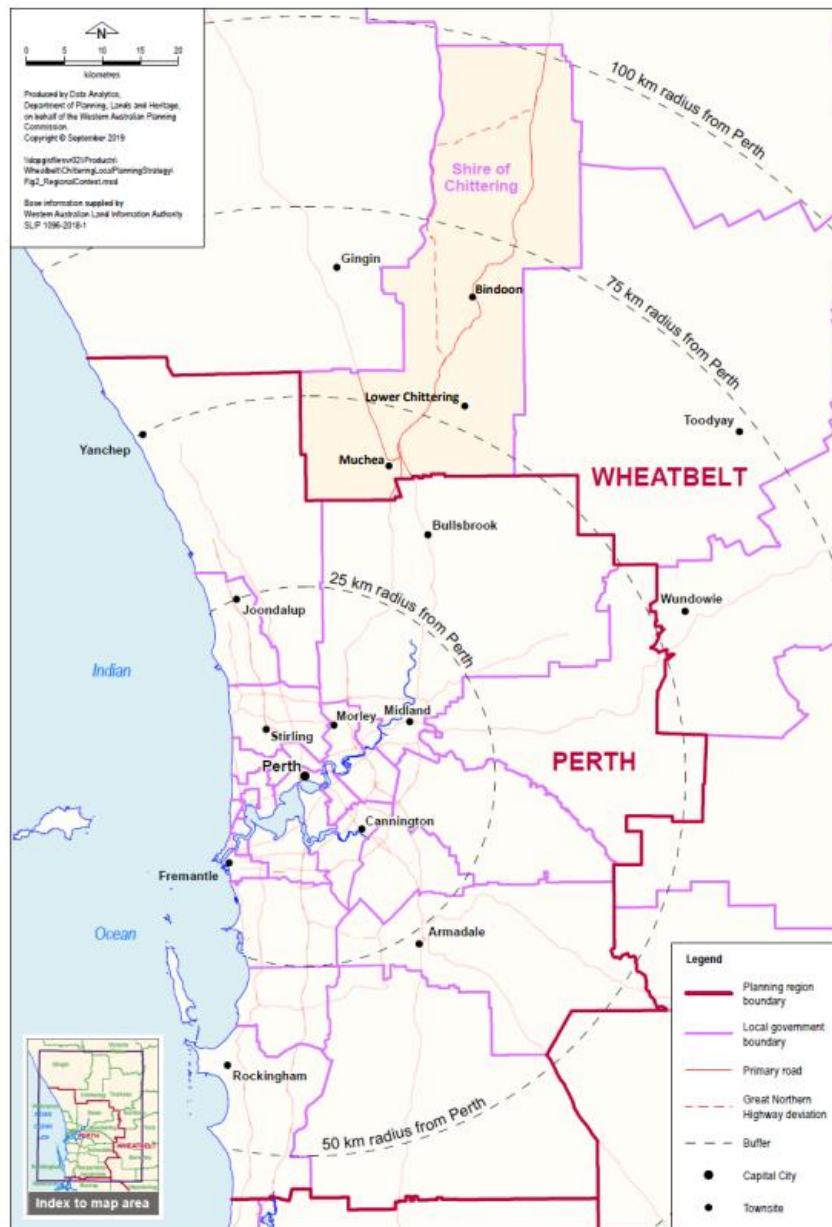 N
0 5 10 15 20
kilometres
Produced by Data Analytics,
Department of Planning, Lands and Heritage,
on behalf of the Western Australian Planning
Commission.
Copyright © September 2019
Wheatbelt\ChitteringLocalPlanningStrategy\
Fig2_RegionalContext.mxd
Base information supplied by
Western Australian Land Information Authority
SLIP 1096-2018-1
100 km radius from Perth
Shire of
Chittering
Gingin
Bindoon
75 km radius from Perth
Lower Chittering
Toodyay
Yanchep
Muchea
WHEATBELT
Bullsbrook
25 km radius from Perth
Joondalup
Wundowie
Indian
Morley
Midland
Stirling
Perth
PERTH
Cannington
Fremantle
Ocean
Armadale
Rockingham
50 km radius from Perth
Legend
Planning region
boundary
Local government
boundary
Primary road
Great Northern
Highway deviation
Buffer
Capital City
Townsite
Gingin
PERTH
WHEATBELT
Index to map area